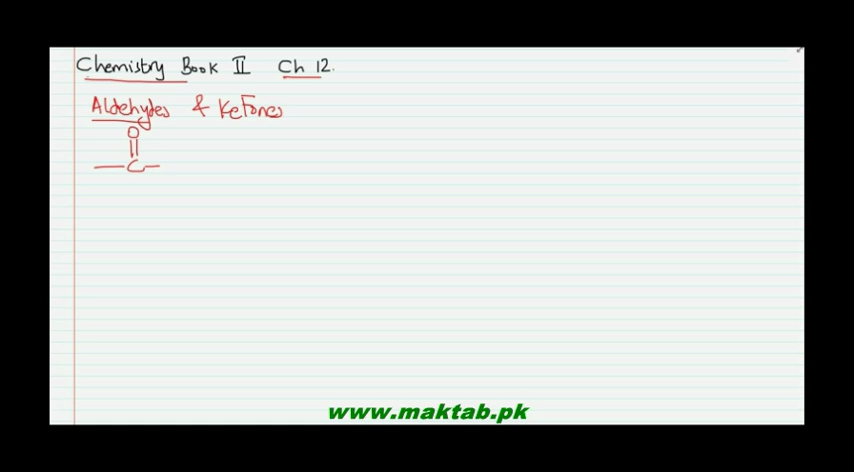 Chemistry Book II Ch 12.
Aldehydes & Ketones
O
C
www.maktab.pk